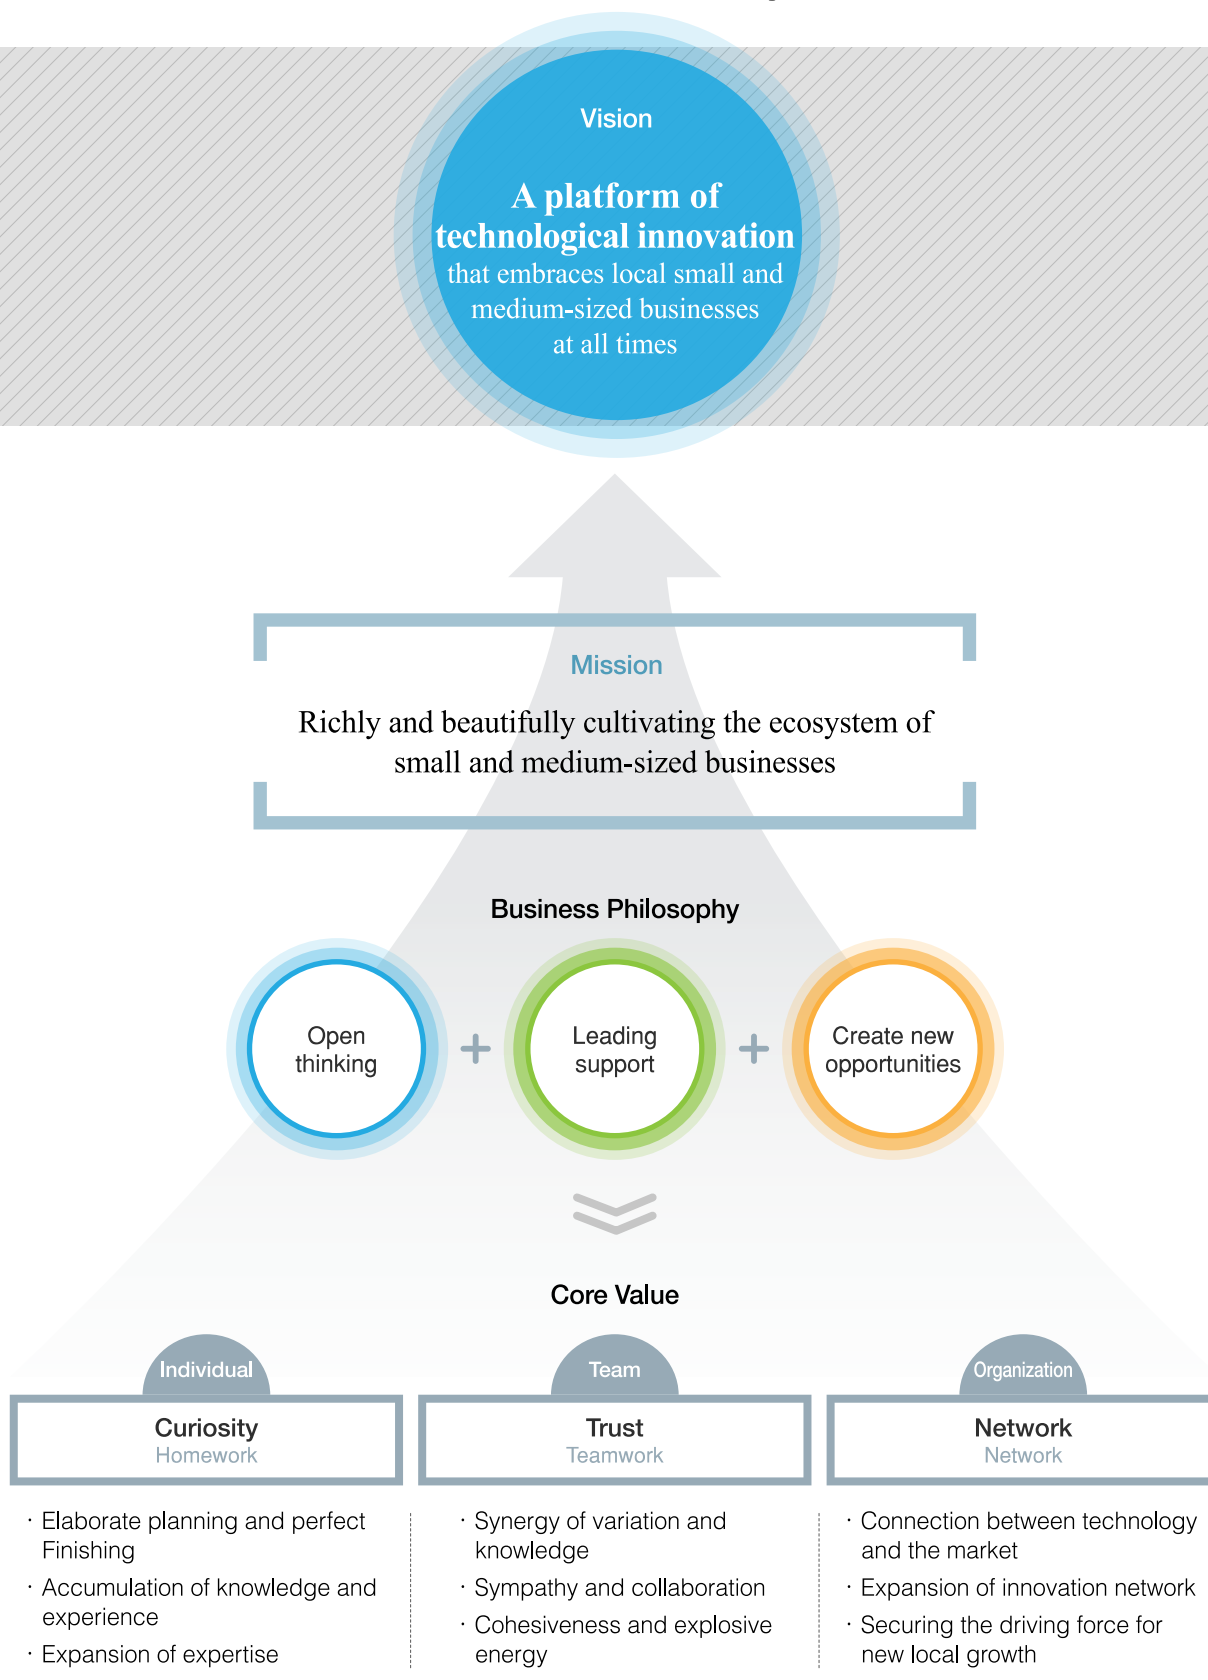 Vision
A platform of
technological innovation
that embraces local small and
medium-sized businesses
at all times
Mission
Richly and beautifully cultivating the ecosystem of
small and medium-sized businesses
Business Philosophy
Open
thinking
+
Leading
support
+
Create new
opportunities
Core Value
Individual
Curiosity
Homework
· Elaborate planning and perfect
Finishing
· Accumulation of knowledge and
experience
· Expansion of expertise
Team
Trust
Teamwork
· Synergy of variation and
knowledge
· Sympathy and collaboration
· Cohesiveness and explosive
energy
Organization
Network
Network
· Connection between technology
and the market
· Expansion of innovation network
· Securing the driving force for
new local growth